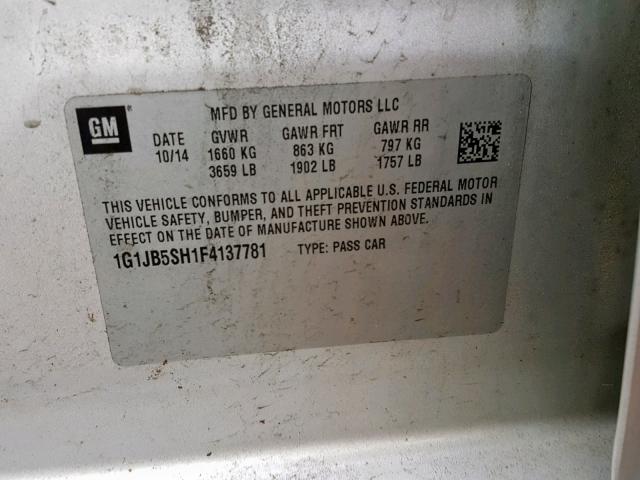 GM
MFD BY GENERAL MOTORS LLC
DATE GVWR GAWR FRT GAWR RR
10/14 1660 KG 863 KG 797 KG
3659 LB 1902 LB 1757 LB
THIS VEHICLE CONFORMS TO ALL APPLICABLE U.S. FEDERAL MOTOR
VEHICLE SAFETY, BUMPER, AND THEFT PREVENTION STANDARDS IN
EFFECT ON THE DATE OF MANUFACTURE SHOWN ABOVE.
1G1JB5SH1F4137781 TYPE: PASS CAR